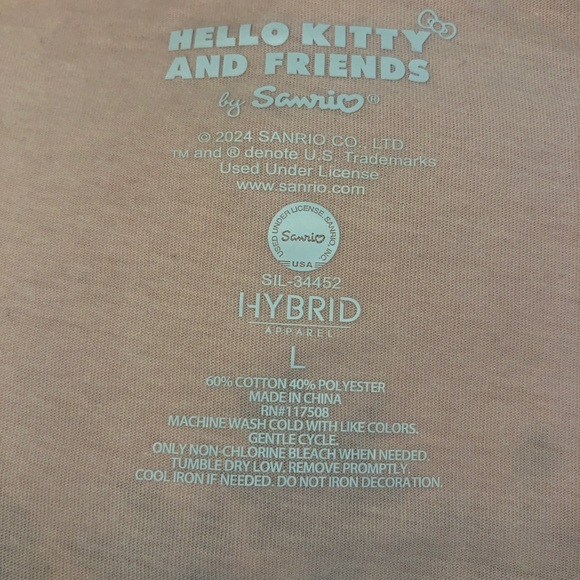 HELLO KITTY
AND FRIENDS
by Sanrio®
© 2024 SANRIO CO., LTD.
TM and ® denote U.S. Trademarks
Used Under License
www.sanrio.com
USED UNDER LICENSE. SANRIO, INC.
Sanrio
USA
SIL-34452
HYBRID
APPAREL
L
60% COTTON 40% POLYESTER
MADE IN CHINA
RN#117508
MACHINE WASH COLD WITH LIKE COLORS.
GENTLE CYCLE.
ONLY NON-CHLORINE BLEACH WHEN NEEDED.
TUMBLE DRY LOW. REMOVE PROMPTLY.
COOL IRON IF NEEDED. DO NOT IRON DECORATION.